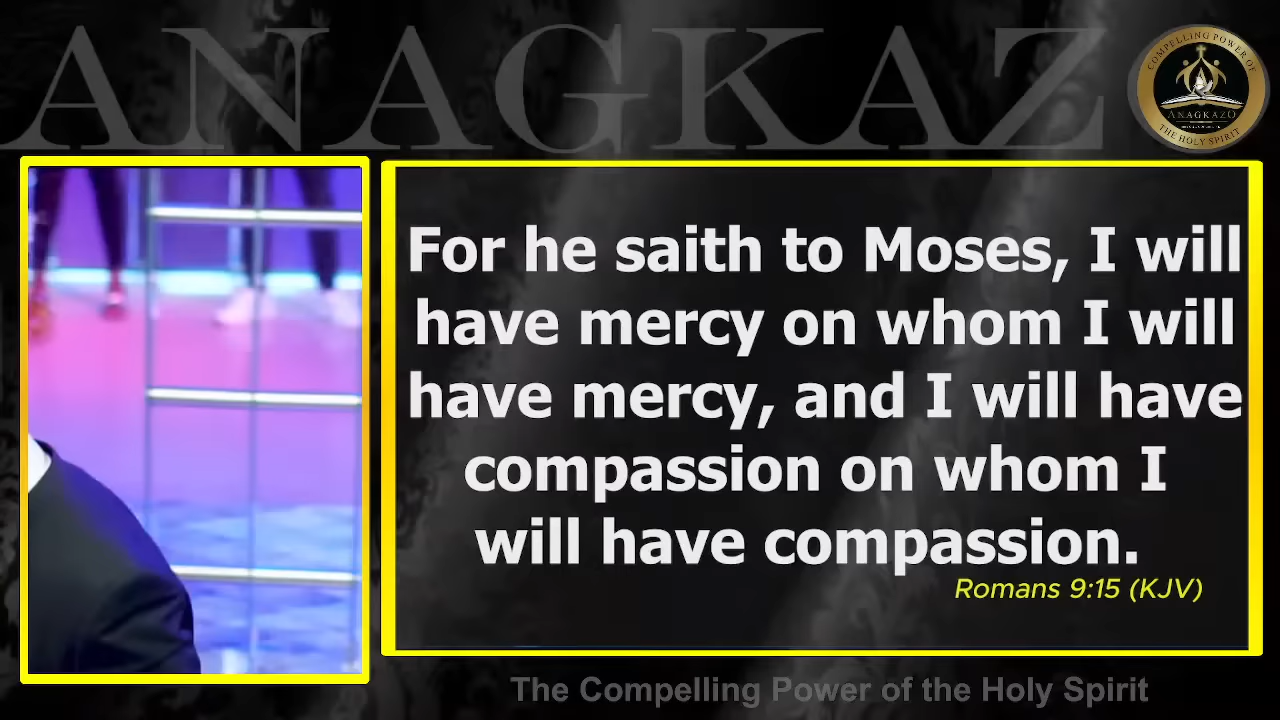 ANAGKAZ
COMPELLING POWER OF
ANAGKAZO
THE HOLY SPIRIT
For he saith to Moses, I will
have mercy on whom I will
have mercy, and I will have
compassion on whom I
will have compassion.
Romans 9:15 (KJV)
The Compelling Power of the Holy Spirit